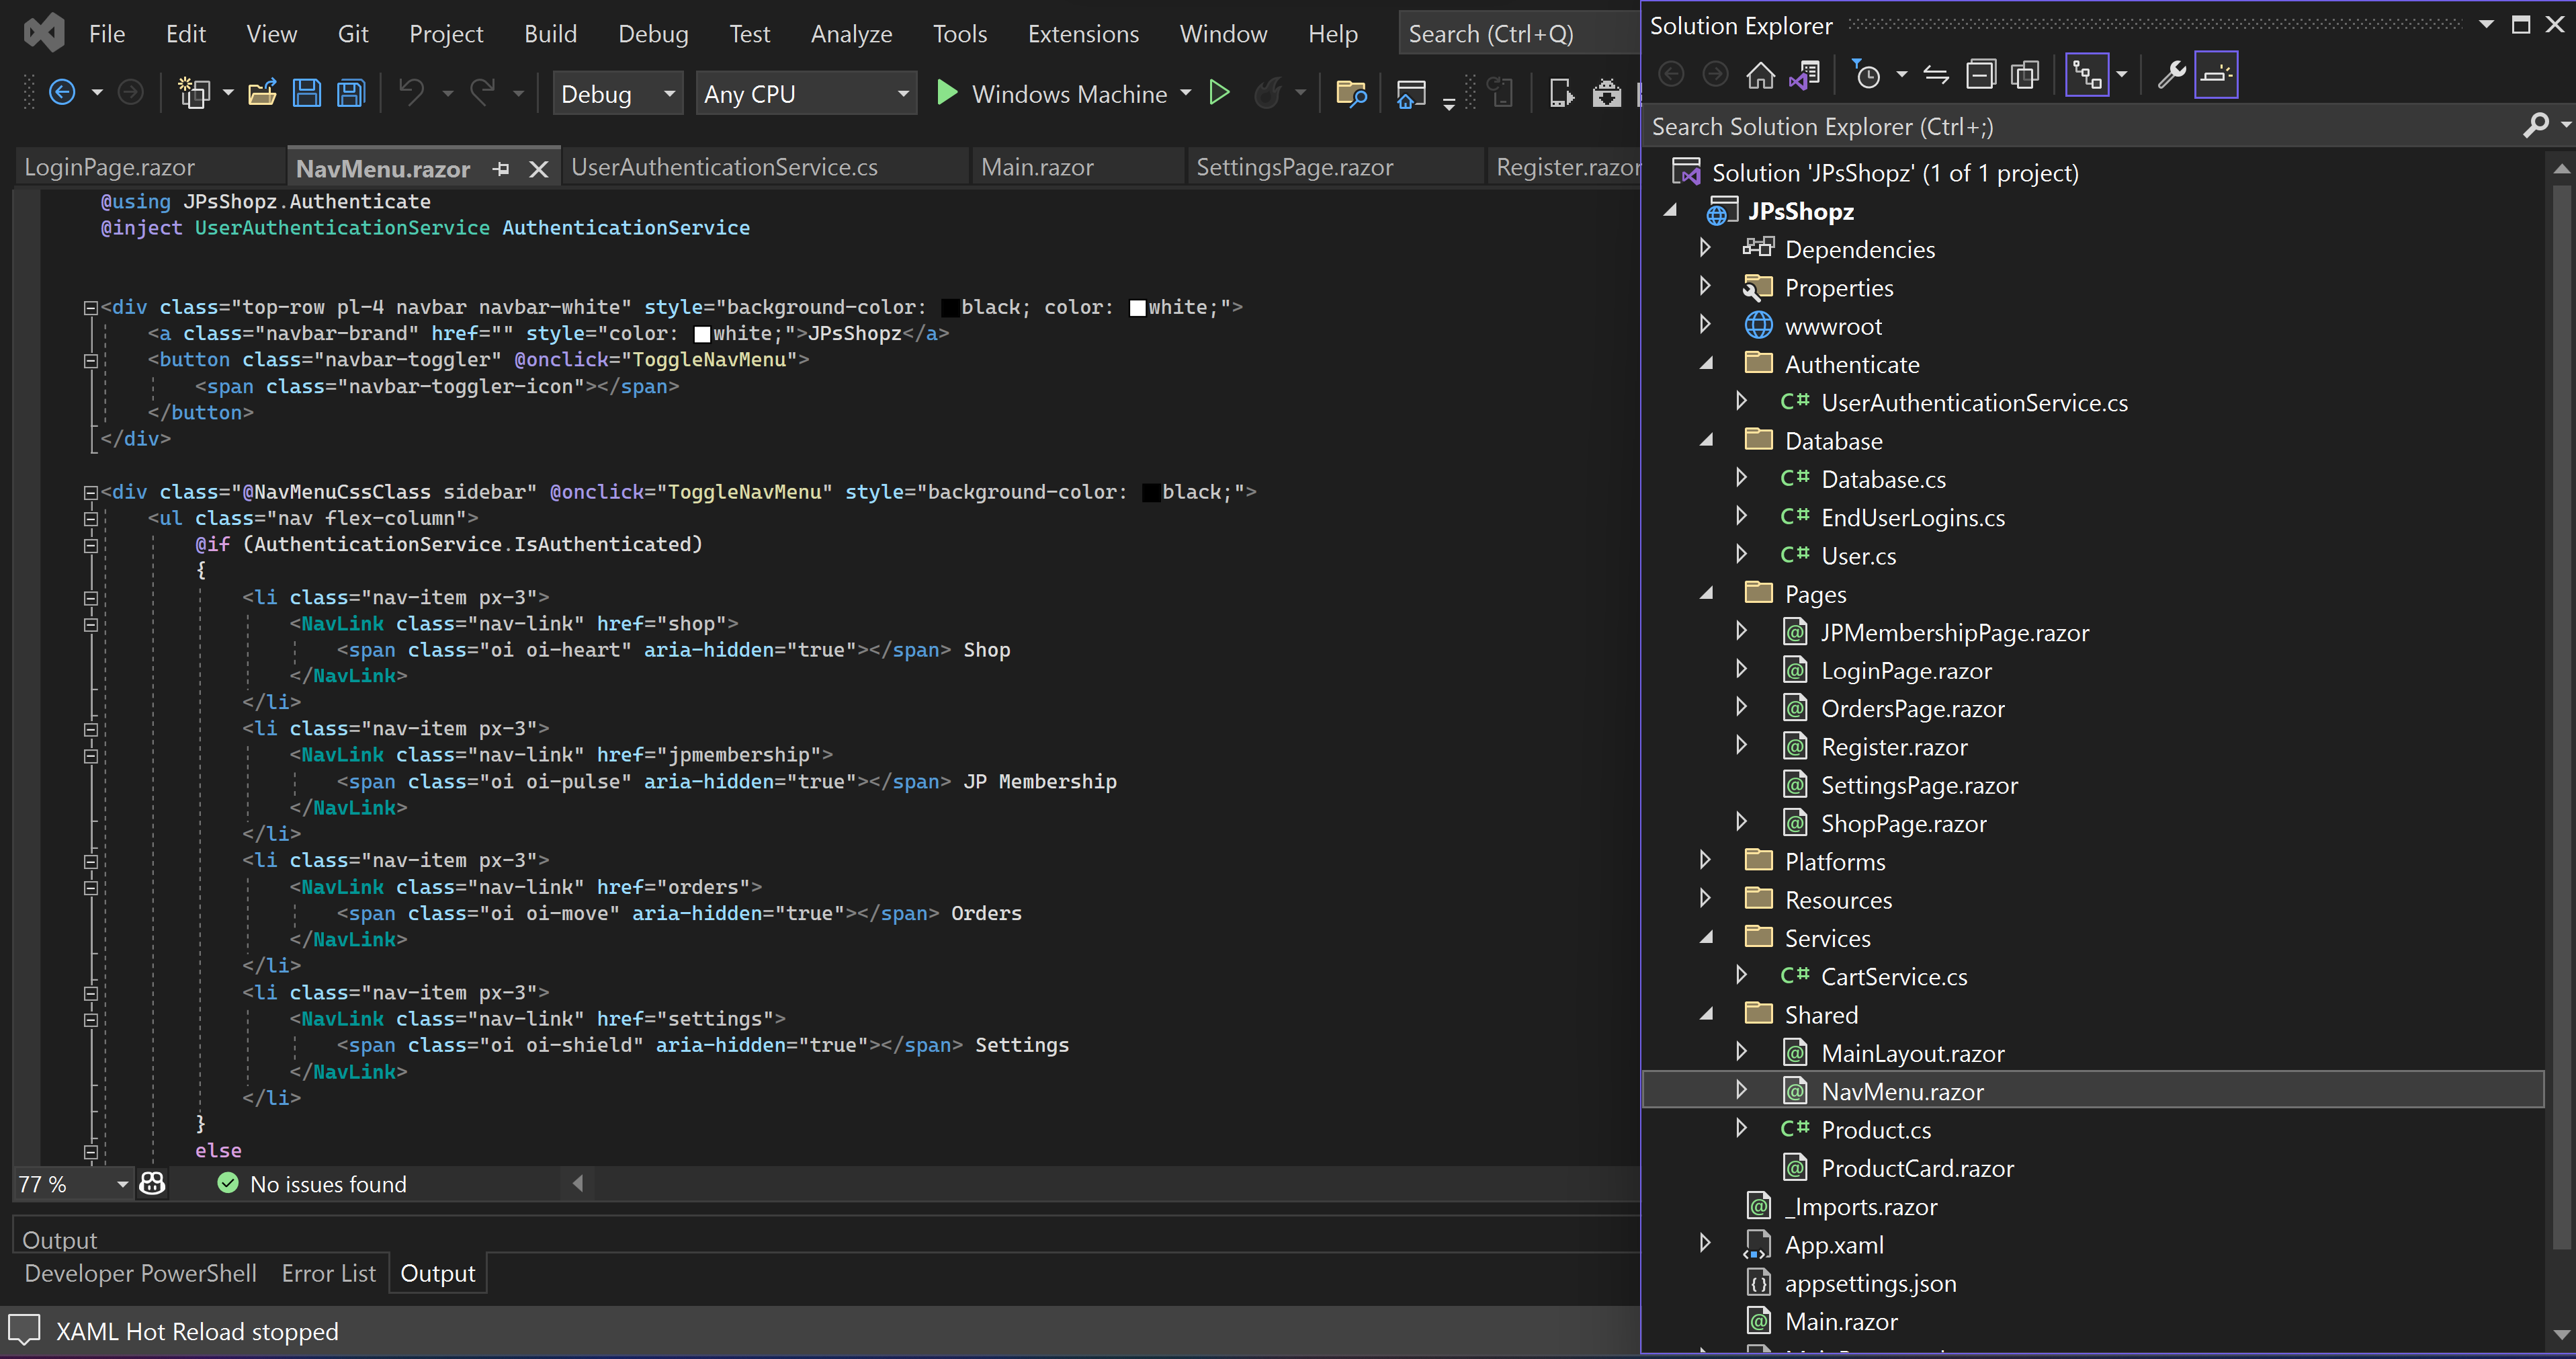 File Edit View Git Project Build Debug Test Analyze Tools Extensions Window Help Search (Ctrl+Q)
Debug Any CPU Windows Machine
LoginPage.razor NavMenu.razor UserAuthenticationService.cs Main.razor SettingsPage.razor Register.razor
@using JPsShopz.Authenticate
@inject UserAuthenticationService AuthenticationService
<div class="top-row pl-4 navbar navbar-white" style="background-color: black; color: white;">
<a class="navbar-brand" href="" style="color: white;">JPsShopz</a>
<button class="navbar-toggler" @onclick="ToggleNavMenu">
<span class="navbar-toggler-icon"></span>
</button>
</div>
<div class="@NavMenuCssClass sidebar" @onclick="ToggleNavMenu" style="background-color: black;">
<ul class="nav flex-column">
@if (AuthenticationService.IsAuthenticated)
{
<li class="nav-item px-3">
<NavLink class="nav-link" href="shop">
<span class="oi oi-heart" aria-hidden="true"></span> Shop
</NavLink>
</li>
<li class="nav-item px-3">
<NavLink class="nav-link" href="jpmembership">
<span class="oi oi-pulse" aria-hidden="true"></span> JP Membership
</NavLink>
</li>
<li class="nav-item px-3">
<NavLink class="nav-link" href="orders">
<span class="oi oi-move" aria-hidden="true"></span> Orders
</NavLink>
</li>
<li class="nav-item px-3">
<NavLink class="nav-link" href="settings">
<span class="oi oi-shield" aria-hidden="true"></span> Settings
</NavLink>
</li>
}
else
77 % No issues found
Output
Developer PowerShell Error List Output
XAML Hot Reload stopped
Solution Explorer
Search Solution Explorer (Ctrl+;)
Solution 'JPsShopz' (1 of 1 project)
JPsShopz
Dependencies
Properties
wwwroot
Authenticate
C# UserAuthenticationService.cs
Database
C# Database.cs
C# EndUserLogins.cs
C# User.cs
Pages
JPMembershipPage.razor
LoginPage.razor
OrdersPage.razor
Register.razor
SettingsPage.razor
ShopPage.razor
Platforms
Resources
Services
C# CartService.cs
Shared
MainLayout.razor
NavMenu.razor
C# Product.cs
ProductCard.razor
_Imports.razor
App.xaml
appsettings.json
Main.razor